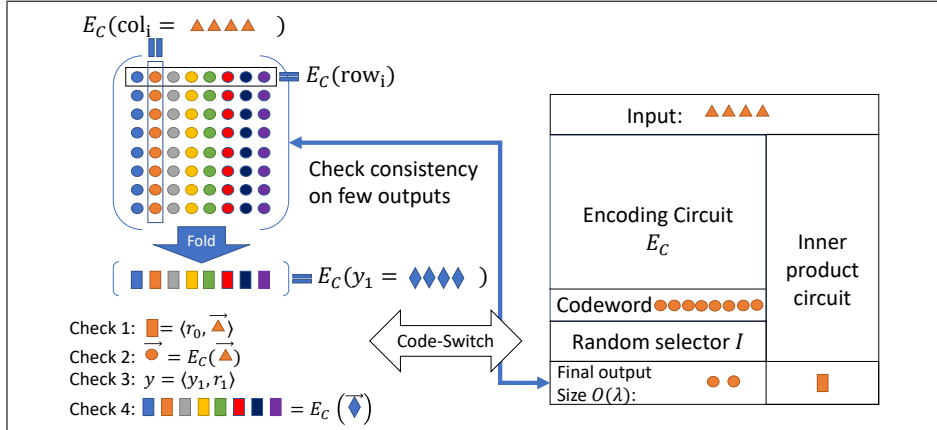 E_C(col_i = )
= E_C(row_i)
Check consistency
on few outputs
Fold
= E_C(y_1 = )
Check 1: = ⟨r_0, ⟩
Check 2: = E_C( )
Check 3: y = ⟨y_1, r_1⟩
Check 4: = E_C ( )
Code-Switch
Input:
Encoding Circuit
E_C
Inner
product
circuit
Codeword
Random selector I
Final output
Size O(λ):